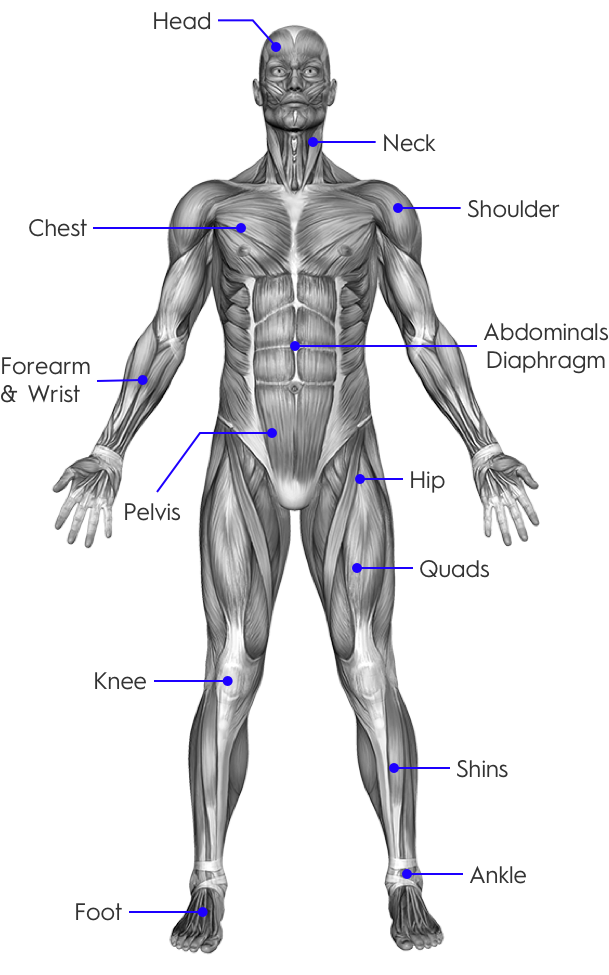 Head
Neck
Shoulder
Chest
Abdominals
Diaphragm
Forearm
& Wrist
Hip
Pelvis
Quads
Knee
Shins
Ankle
Foot